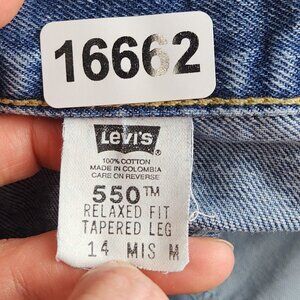 16662
Levi's
®
100% COTTON
MADE IN COLOMBIA
CARE ON REVERSE
550™
RELAXED FIT
TAPERED LEG
14 MIS M